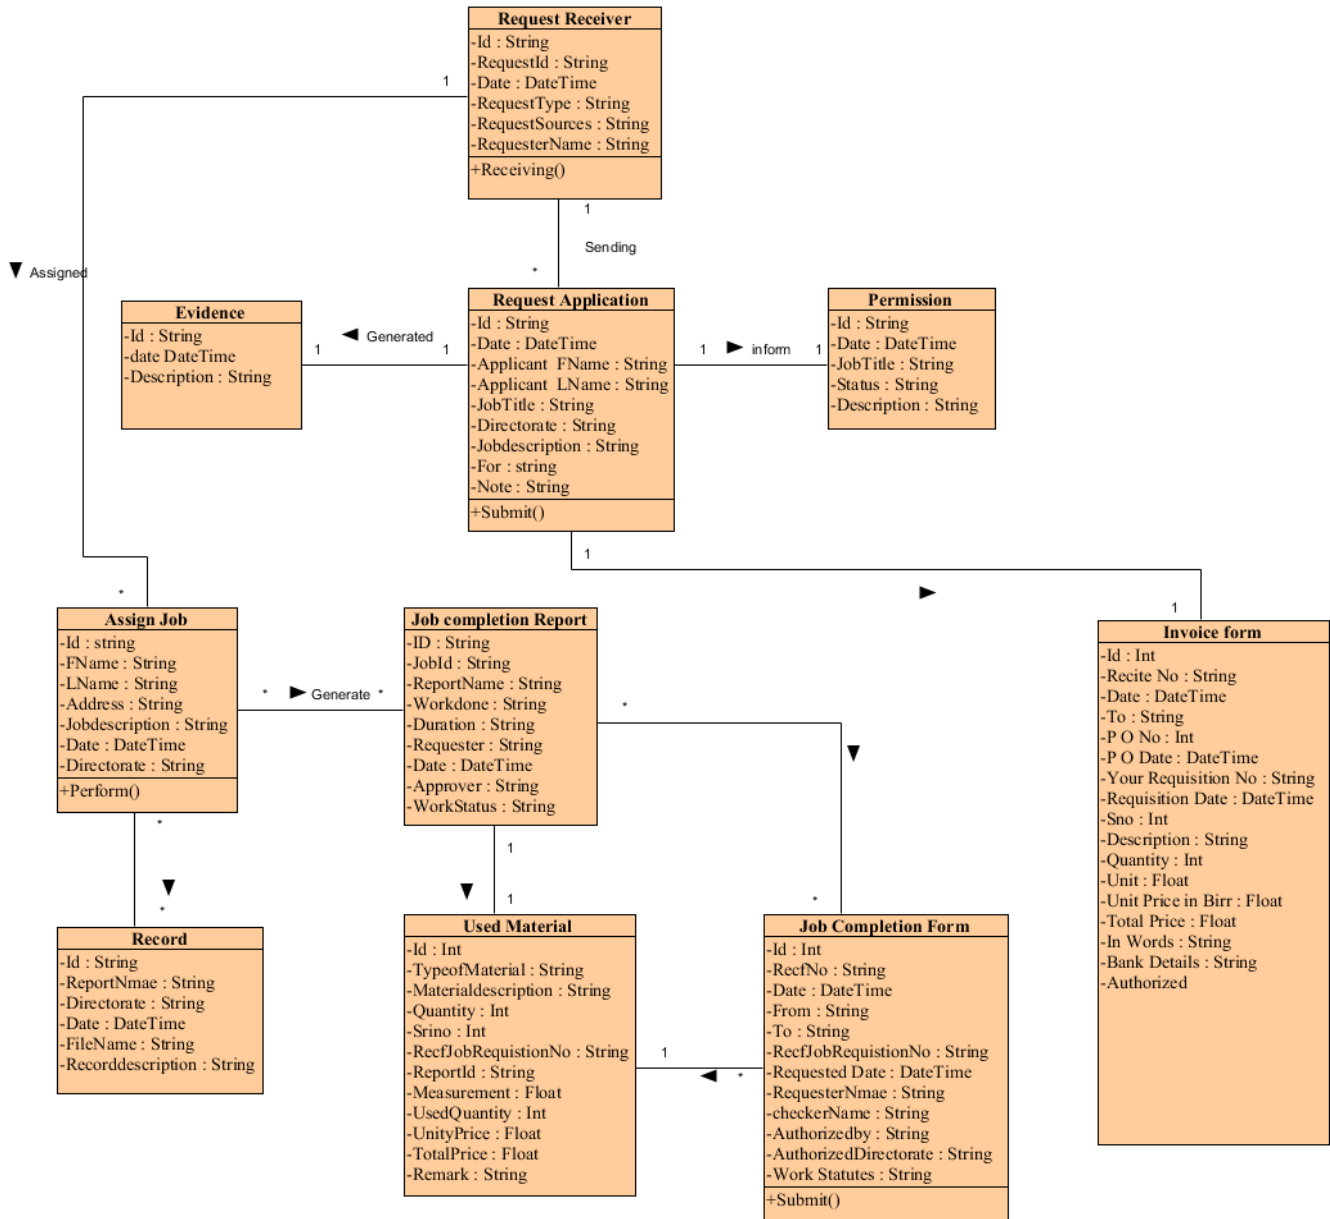 Request Receiver
-Id : String
-RequestId : String
-Date : DateTime
-RequestType : String
-RequestSources : String
-RequesterName : String
+Receiving()
1
1
Sending
*
Assigned
Evidence
-Id : String
-date DateTime
-Description : String
Generated
1
1
Request Application
-Id : String
-Date : DateTime
-Applicant FName : String
-Applicant LName : String
-JobTitle : String
-Directorate : String
-Jobdescription : String
-For : string
-Note : String
+Submit()
1
inform
1
Permission
-Id : String
-Date : DateTime
-JobTitle : String
-Status : String
-Description : String
1
1
*
Assign Job
-Id : string
-FName : String
-LName : String
-Address : String
-Jobdescription : String
-Date : DateTime
-Directorate : String
+Perform()
*
Generate
*
Job completion Report
-ID : String
-JobId : String
-ReportName : String
-Workdone : String
-Duration : String
-Requester : String
-Date : DateTime
-Approver : String
-WorkStatus : String
*
*
*
*
1
1
Record
-Id : String
-ReportNmae : String
-Directorate : String
-Date : DateTime
-FileName : String
-Recorddescription : String
Used Material
-Id : Int
-TypeofMaterial : String
-Materialdescription : String
-Quantity : Int
-Srino : Int
-RecfJobRequistionNo : String
-ReportId : String
-Measurement : Float
-UsedQuantity : Int
-UnityPrice : Float
-TotalPrice : Float
-Remark : String
1
*
Job Completion Form
-Id : Int
-RecfNo : String
-Date : DateTime
-From : String
-To : String
-RecfJobRequistionNo : String
-Requested Date : DateTime
-RequesterNmae : String
-checkerName : String
-Authorizedby : String
-AuthorizedDirectorate : String
-Work Statutes : String
+Submit()
Invoice form
-Id : Int
-Recite No : String
-Date : DateTime
-To : String
-P O No : Int
-P O Date : DateTime
-Your Requisition No : String
-Requisition Date : DateTime
-Sno : Int
-Description : String
-Quantity : Int
-Unit : Float
-Unit Price in Birr : Float
-Total Price : Float
-In Words : String
-Bank Details : String
-Authorized